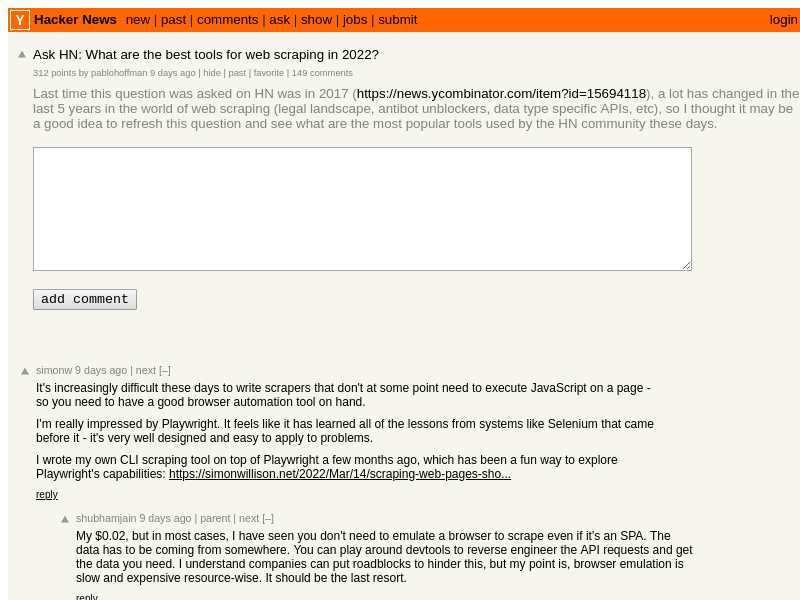 Y Hacker News new | past | comments | ask | show | jobs | submit login
Ask HN: What are the best tools for web scraping in 2022?
312 points by pablohoffman 9 days ago | hide | past | favorite | 149 comments
Last time this question was asked on HN was in 2017 (https://news.ycombinator.com/item?id=15694118), a lot has changed in the
last 5 years in the world of web scraping (legal landscape, antibot unblockers, data type specific APIs, etc), so I thought it may be
a good idea to refresh this question and see what are the most popular tools used by the HN community these days.
add comment
simonw 9 days ago | next [–]
It's increasingly difficult these days to write scrapers that don't at some point need to execute JavaScript on a page -
so you need to have a good browser automation tool on hand.
I'm really impressed by Playwright. It feels like it has learned all of the lessons from systems like Selenium that came
before it - it's very well designed and easy to apply to problems.
I wrote my own CLI scraping tool on top of Playwright a few months ago, which has been a fun way to explore
Playwright's capabilities: https://simonwillison.net/2022/Mar/14/scraping-web-pages-sho...
reply
shubhamjain 9 days ago | parent | next [–]
My $0.02, but in most cases, I have seen you don't need to emulate a browser to scrape even if it's an SPA. The
data has to be coming from somewhere. You can play around devtools to reverse engineer the API requests and get
the data you need. I understand companies can put roadblocks to hinder this, but my point is, browser emulation is
slow and expensive resource-wise. It should be the last resort.
reply